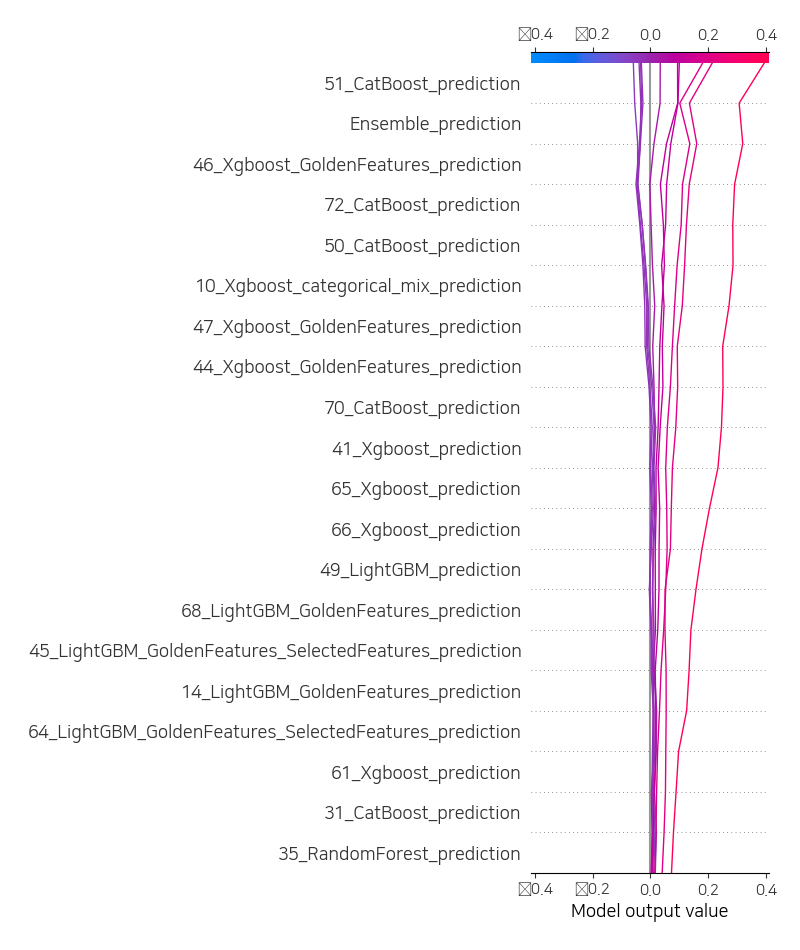 ▯0.4 ▯0.2 0.0 0.2 0.4
51_CatBoost_prediction
Ensemble_prediction
46_Xgboost_GoldenFeatures_prediction
72_CatBoost_prediction
50_CatBoost_prediction
10_Xgboost_categorical_mix_prediction
47_Xgboost_GoldenFeatures_prediction
44_Xgboost_GoldenFeatures_prediction
70_CatBoost_prediction
41_Xgboost_prediction
65_Xgboost_prediction
66_Xgboost_prediction
49_LightGBM_prediction
68_LightGBM_GoldenFeatures_prediction
45_LightGBM_GoldenFeatures_SelectedFeatures_prediction
14_LightGBM_GoldenFeatures_prediction
64_LightGBM_GoldenFeatures_SelectedFeatures_prediction
61_Xgboost_prediction
31_CatBoost_prediction
35_RandomForest_prediction
▯0.4 ▯0.2 0.0 0.2 0.4
Model output value